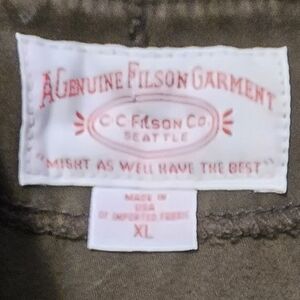 A GENUINE FILSON GARMENT
C·C FILSON CO.
SEATTLE
"MIGHT AS WELL HAVE THE BEST"
MADE IN
USA
OF IMPORTED FABRIC
XL